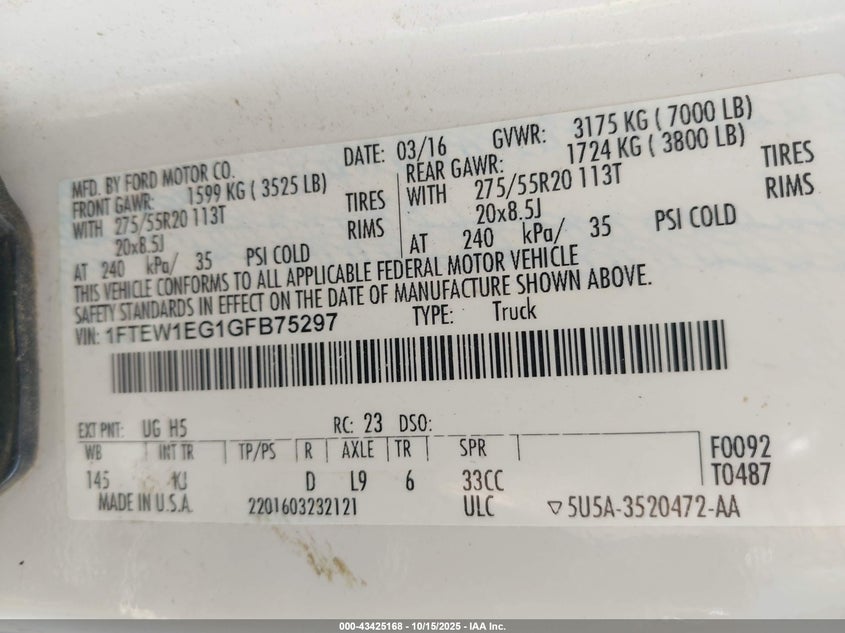 MFD. BY FORD MOTOR CO. DATE: 03/16 GVWR: 3175 KG ( 7000 LB)
FRONT GAWR: 1599 KG ( 3525 LB) REAR GAWR: 1724 KG ( 3800 LB)
WITH 275/55R20 113T TIRES WITH 275/55R20 113T TIRES
20x8.5J RIMS 20x8.5J RIMS
AT 240 kPa/ 35 PSI COLD AT 240 kPa/ 35 PSI COLD
THIS VEHICLE CONFORMS TO ALL APPLICABLE FEDERAL MOTOR VEHICLE
SAFETY STANDARDS IN EFFECT ON THE DATE OF MANUFACTURE SHOWN ABOVE.
VIN: 1FTEW1EG1GFB75297 TYPE: Truck
EXT PNT: UG H5 RC: 23 DSO:
WB INT TR TP/PS R AXLE TR SPR F0092
145 KJ D L9 6 33CC T0487
MADE IN U.S.A. 2201603232121 ULC ▽5U5A-3520472-AA
000-43425168 - 10/15/2025 - IAA Inc.